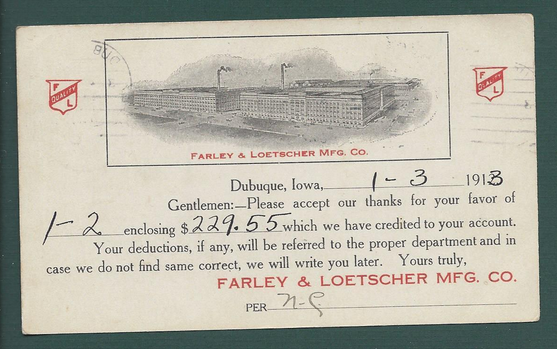 BUQ
F
QUALITY
L
F
QUALITY
L
FARLEY & LOETSCHER MFG. CO.
Dubuque, Iowa, 1-3 1913
Gentlemen:—Please accept our thanks for your favor of
1-2 enclosing $229.55 which we have credited to your account.
Your deductions, if any, will be referred to the proper department and in
case we do not find same correct, we will write you later. Yours truly,
FARLEY & LOETSCHER MFG. CO.
PER